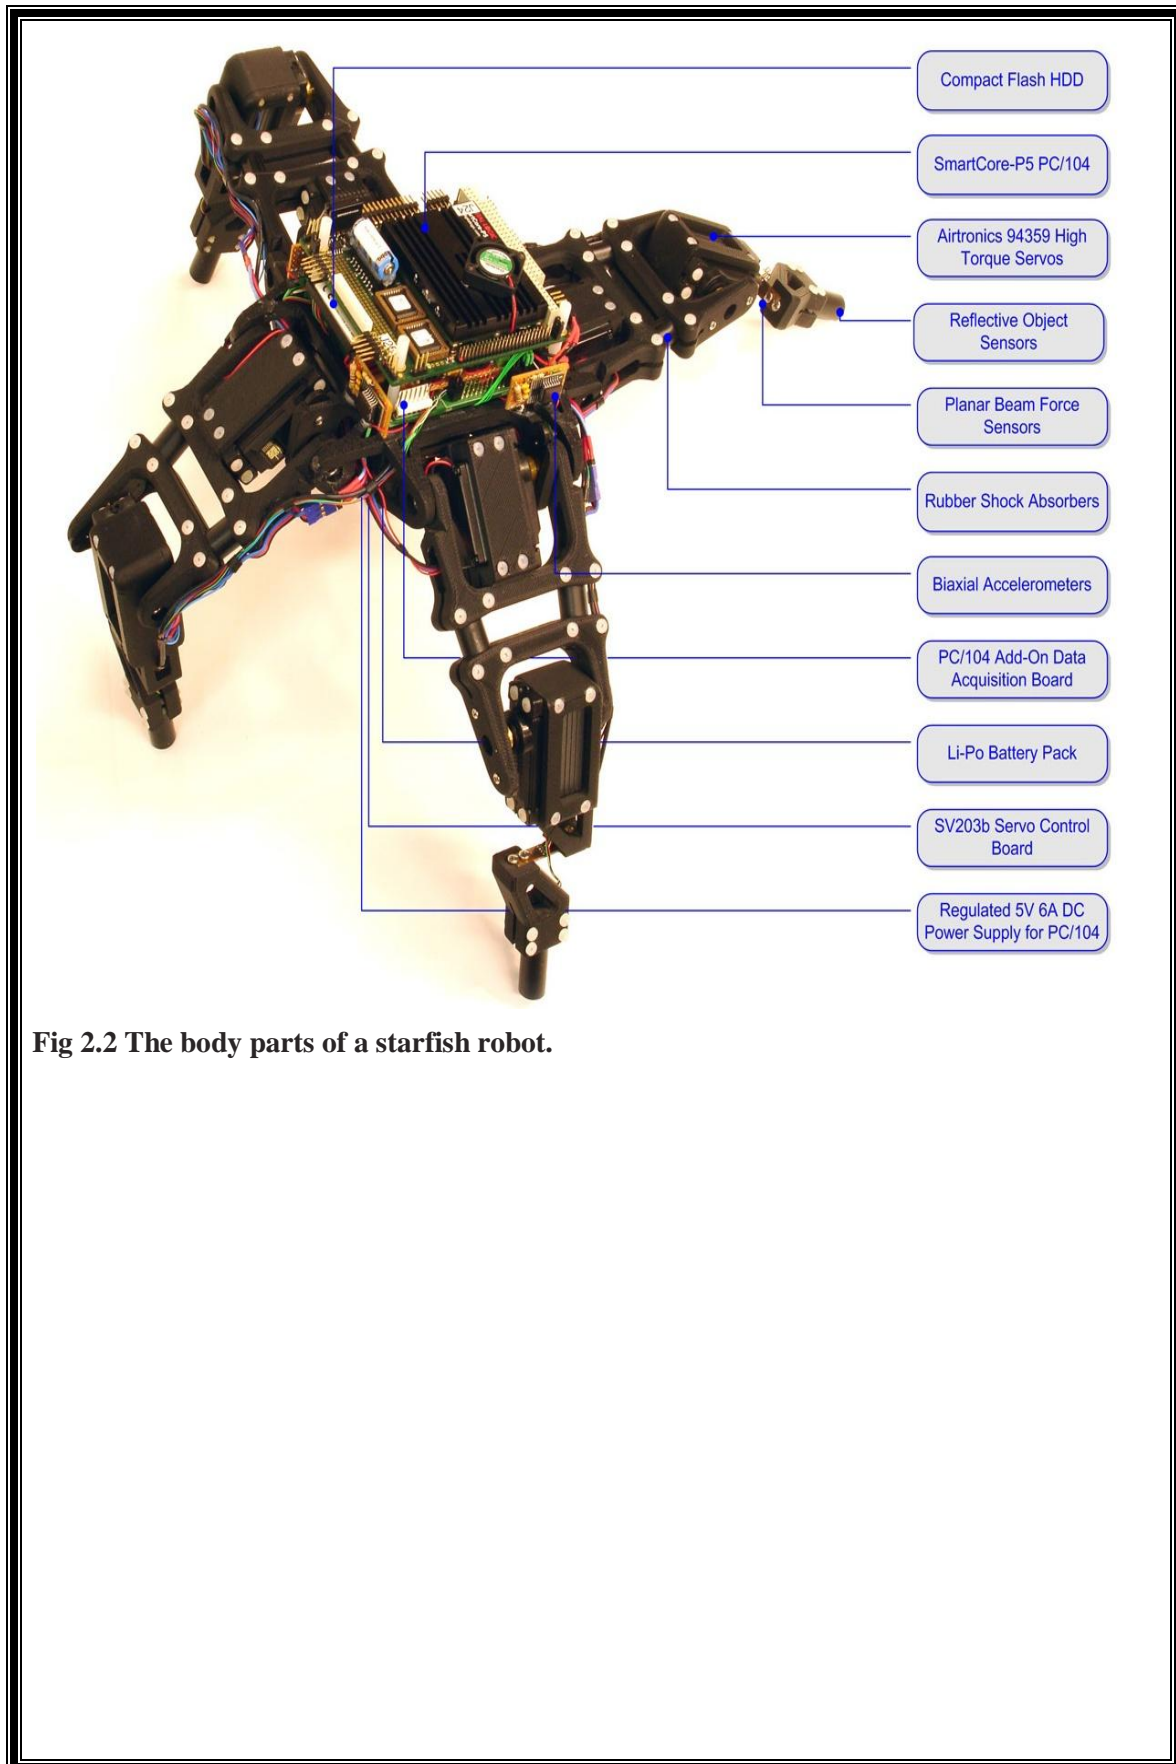 Compact Flash HDD
SmartCore-P5 PC/104
Airtronics 94359 High
Torque Servos
Reflective Object
Sensors
Planar Beam Force
Sensors
Rubber Shock Absorbers
Biaxial Accelerometers
PC/104 Add-On Data
Acquisition Board
Li-Po Battery Pack
SV203b Servo Control
Board
Regulated 5V 6A DC
Power Supply for PC/104
Fig 2.2 The body parts of a starfish robot.